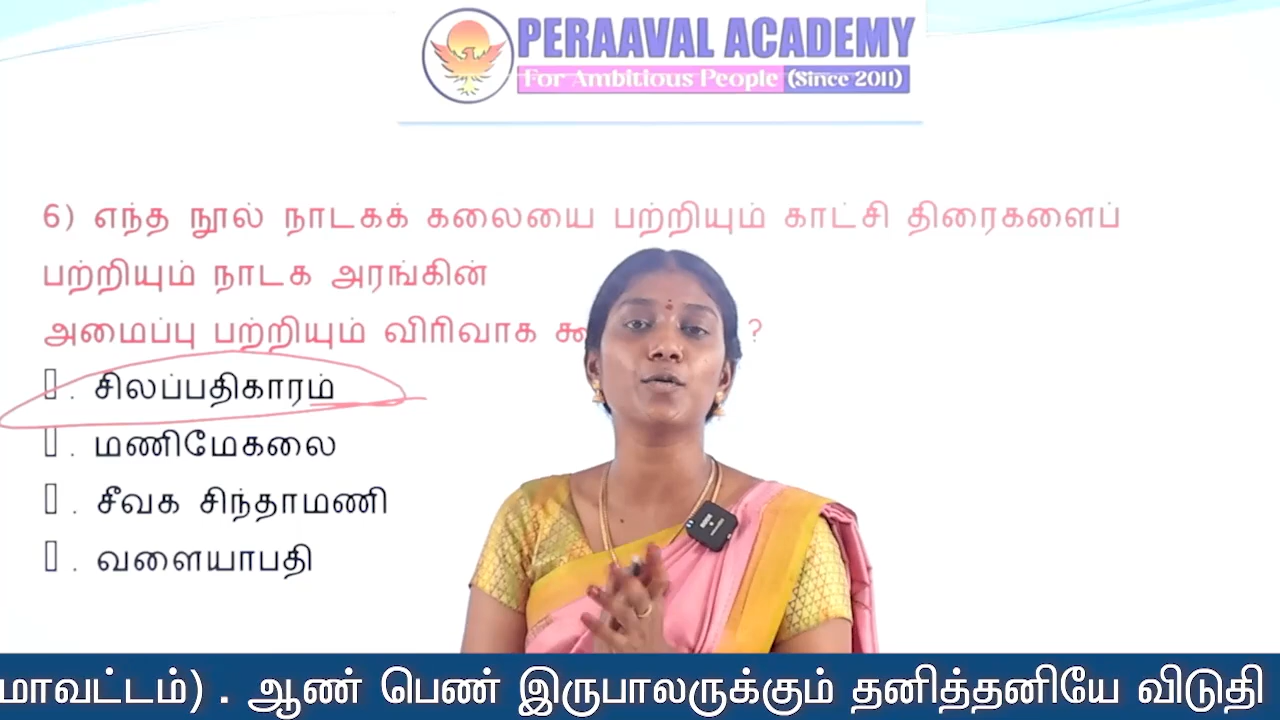 PERAAVAL ACADEMY
For Ambitious People (Since 2011)
6) எந்த நூல் நாடகக் கலையை பற்றியும் காட்சி திரைகளைப்
பற்றியும் நாடக அரங்கின்
அமைப்பு பற்றியும் விரிவாக ?
. சிலப்பதிகாரம்
. மணிமேகலை
. சீவக சிந்தாமணி
. வளையாபதி
மாவட்டம்) . ஆண் பெண் இருபாலருக்கும் தனித்தனியே விடுதி